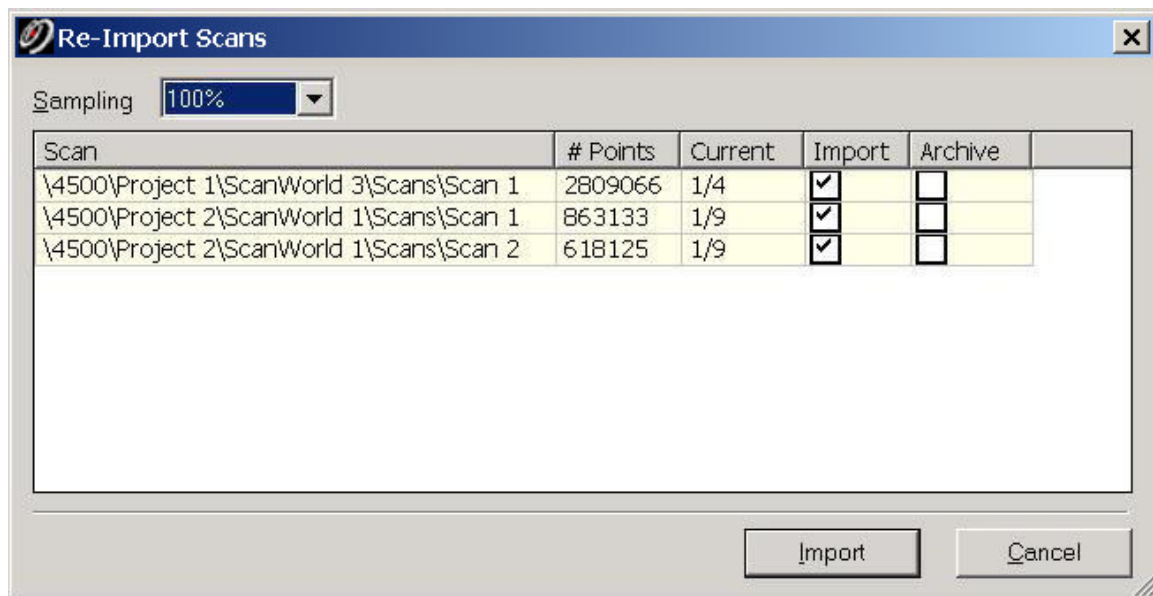 Re-Import Scans
Sampling 100%
Scan # Points Current Import Archive
\4500\Project 1\ScanWorld 3\Scans\Scan 1 2809066 1/4
\4500\Project 2\ScanWorld 1\Scans\Scan 1 863133 1/9
\4500\Project 2\ScanWorld 1\Scans\Scan 2 618125 1/9
Import Cancel